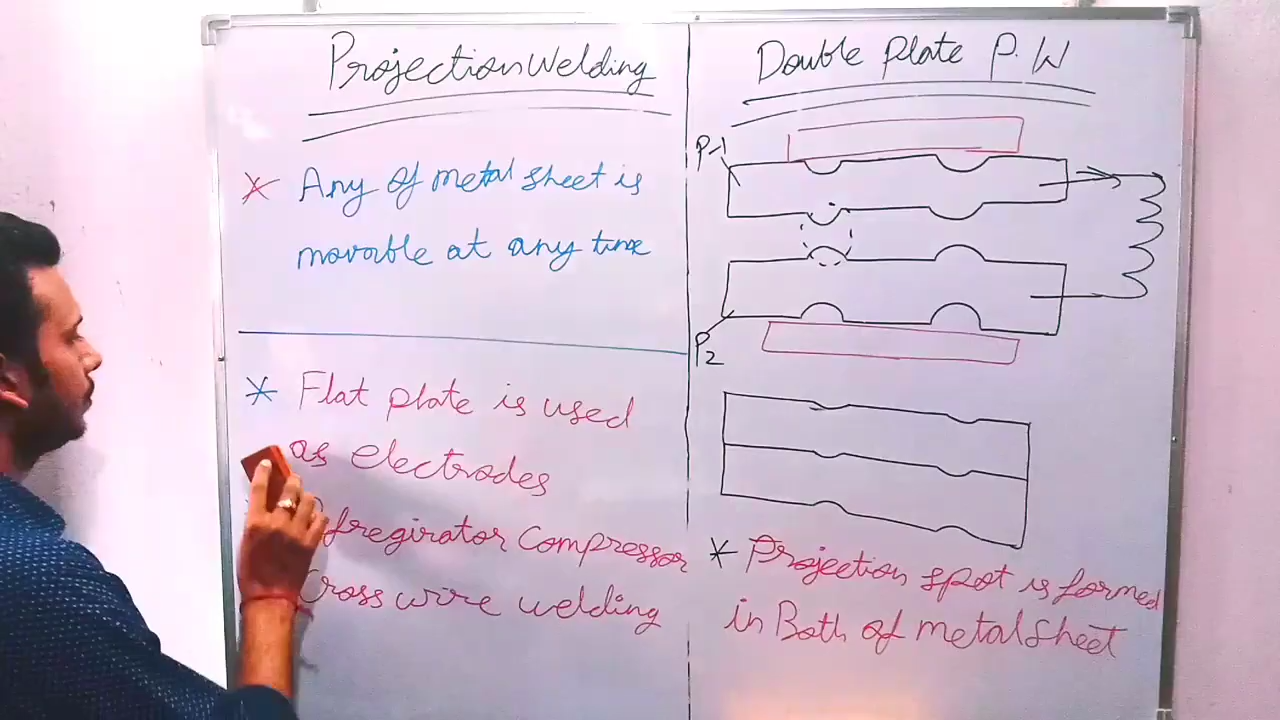 Projection Welding
* Any of metal sheet is
movable at any time
* Flat plate is used
as electrodes
Refregirator compressor
Cross wire welding
Double Plate P. W
P-1
P2
* Projection spot is formed
in Both of metal sheet